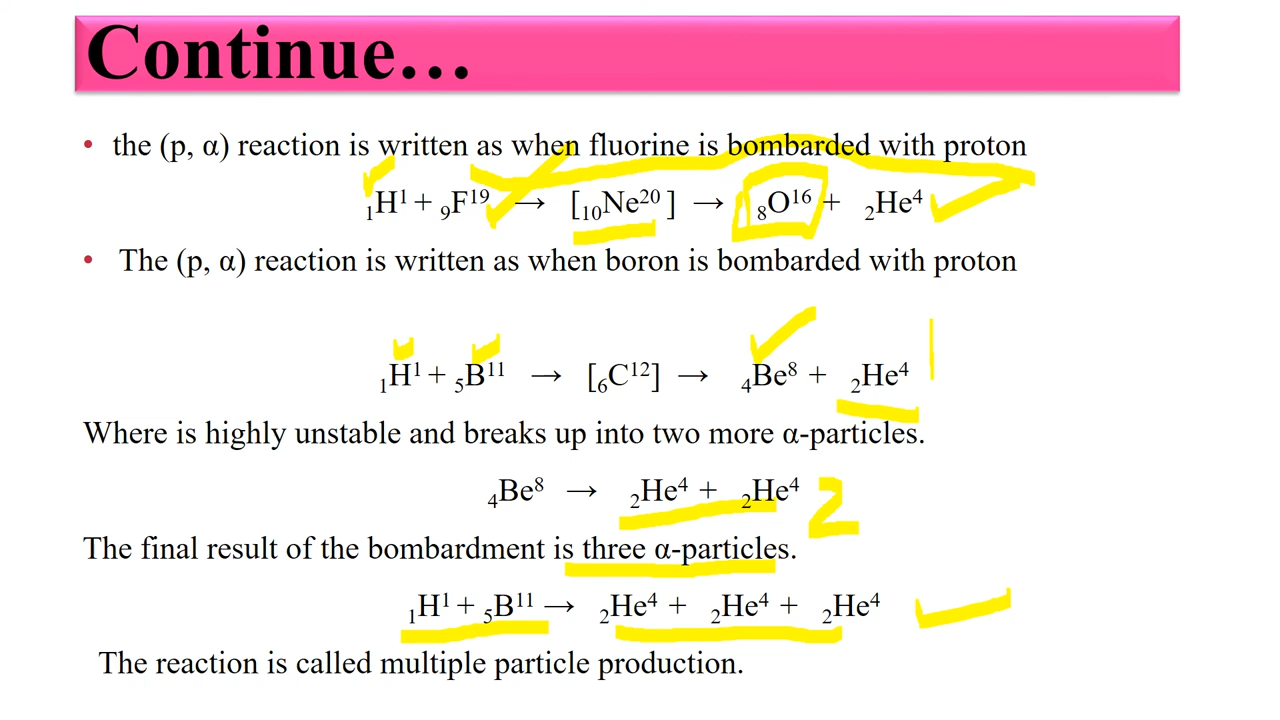 Continue…
• the (p, α) reaction is written as when fluorine is bombarded with proton
₁H¹ + ₉F¹⁹ → [₁₀Ne²⁰ ] → ₈O¹⁶ + ₂He⁴
• The (p, α) reaction is written as when boron is bombarded with proton
₁H¹ + ₅B¹¹ → [₆C¹²] → ₄Be⁸ + ₂He⁴
Where is highly unstable and breaks up into two more α-particles.
₄Be⁸ → ₂He⁴ + ₂He⁴ 2
The final result of the bombardment is three α-particles.
₁H¹ + ₅B¹¹ → ₂He⁴ + ₂He⁴ + ₂He⁴
The reaction is called multiple particle production.